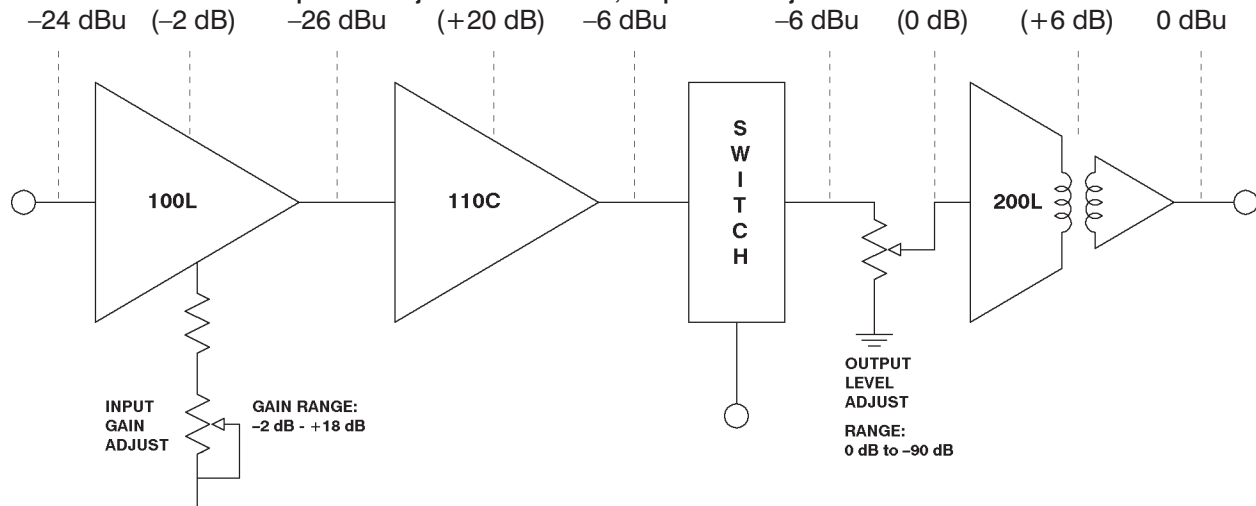 −24 dBu (−2 dB) −26 dBu (+20 dB) −6 dBu −6 dBu (0 dB) (+6 dB) 0 dBu
100L
110C
SWITCH
200L
INPUT
GAIN
ADJUST
GAIN RANGE:
−2 dB - +18 dB
OUTPUT
LEVEL
ADJUST
RANGE:
0 dB to −90 dB